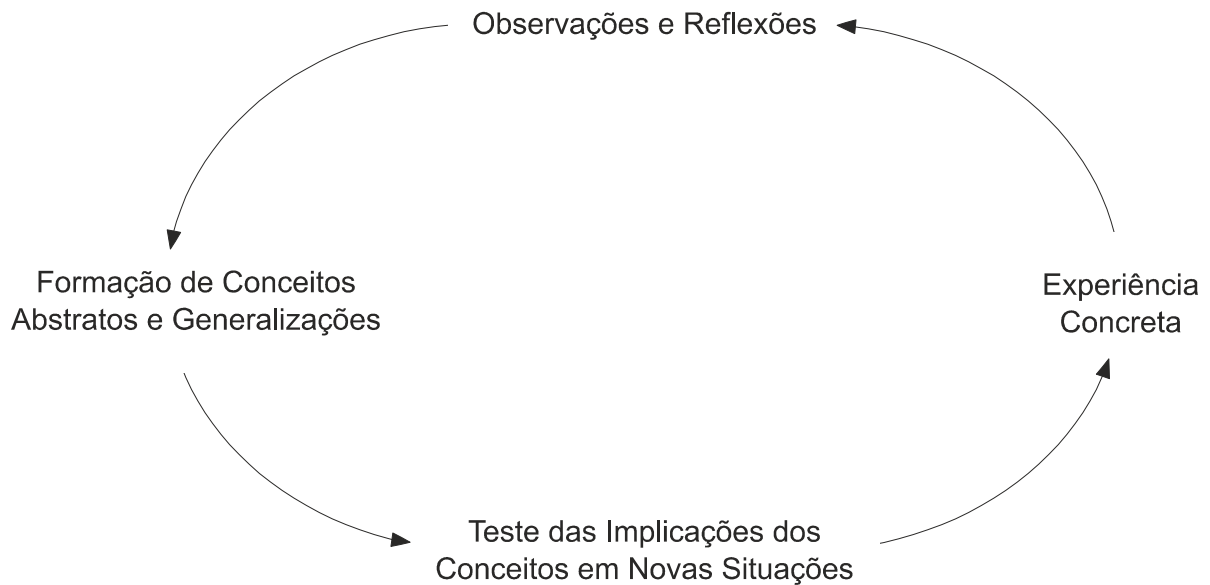 Observações e Reflexões
Formação de Conceitos
Abstratos e Generalizações
Experiência
Concreta
Teste das Implicações dos
Conceitos em Novas Situações